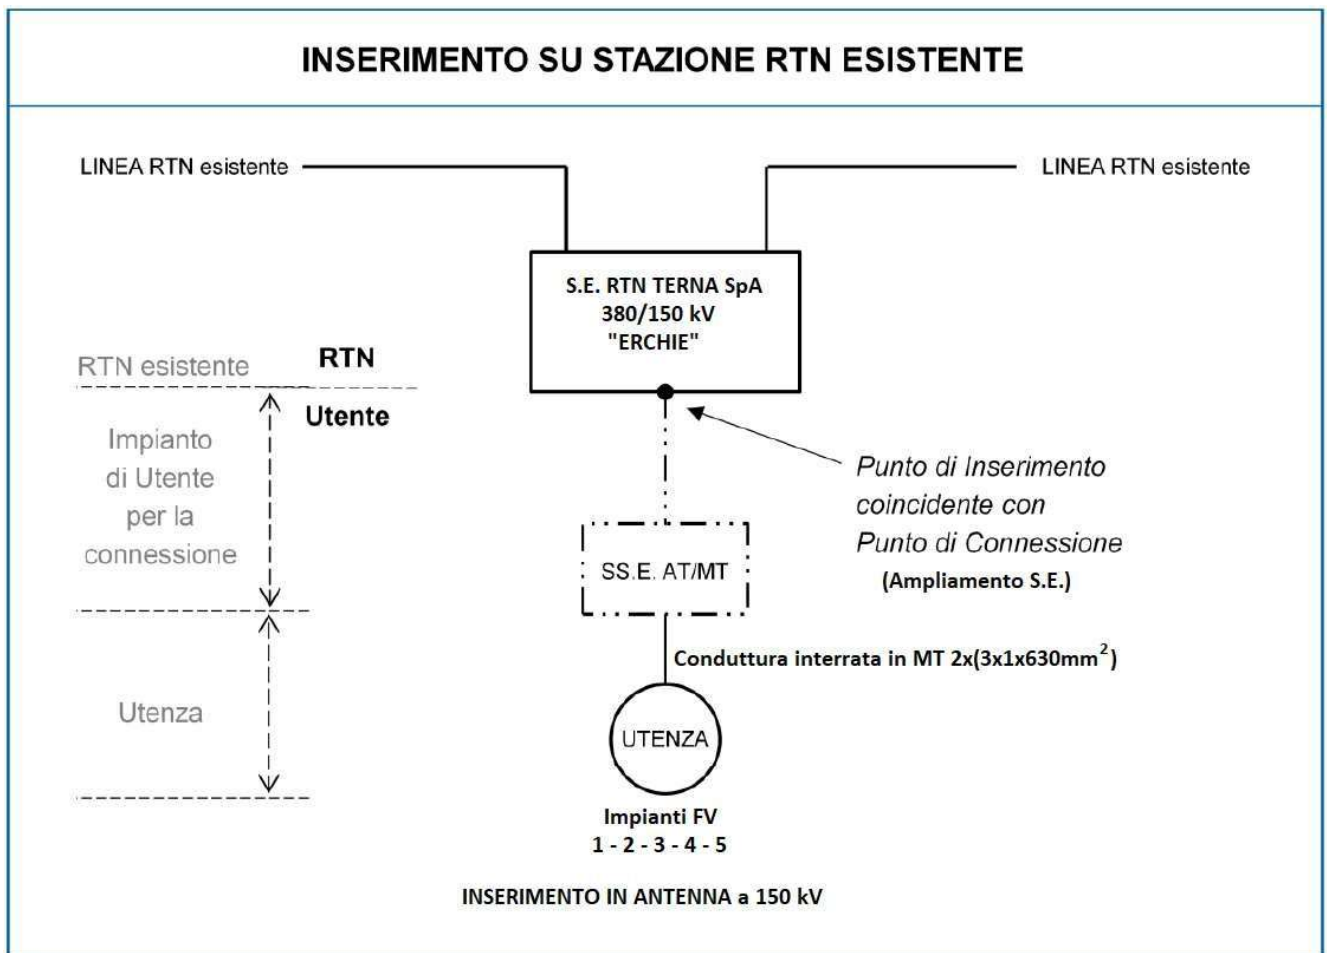 INSERIMENTO SU STAZIONE RTN ESISTENTE
LINEA RTN esistente
LINEA RTN esistente
S.E. RTN TERNA SpA
380/150 kV
"ERCHIE"
RTN esistente
RTN
Utente
Impianto
di Utente
per la
connessione
Punto di Inserimento
coincidente con
Punto di Connessione
(Ampliamento S.E.)
SS.E. AT/MT
Conduttura interrata in MT 2x(3x1x630mm²)
Utenza
UTENZA
Impianti FV
1 - 2 - 3 - 4 - 5
INSERIMENTO IN ANTENNA a 150 kV